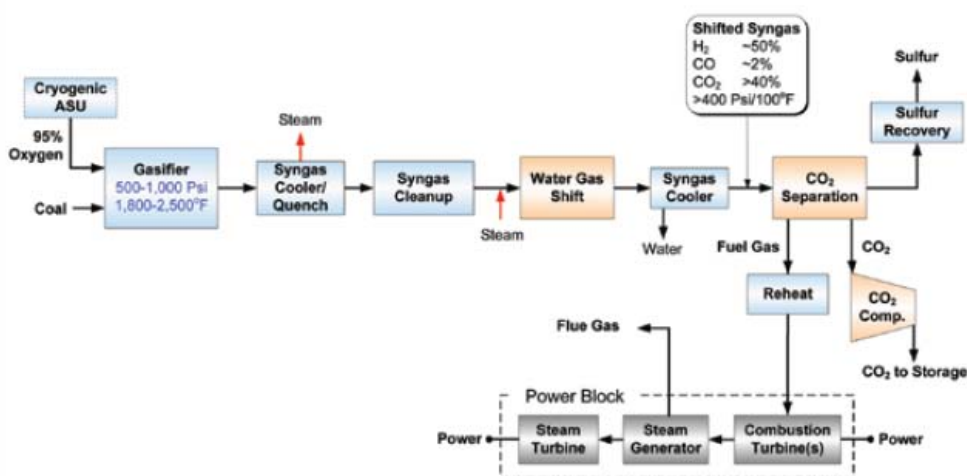 Shifted Syngas
H₂ ~50%
CO ~2%
CO₂ >40%
>400 Psi/100°F
Sulfur
Sulfur
Recovery
Cryogenic
ASU
95%
Oxygen
Coal
Gasifier
500-1,000 Psi
1,800-2,500°F
Steam
Syngas
Cooler/
Quench
Syngas
Cleanup
Steam
Water Gas
Shift
Syngas
Cooler
Water
CO₂
Separation
Fuel Gas
CO₂
Reheat
CO₂
Comp.
CO₂ to Storage
Flue Gas
Power Block
Power
Steam
Turbine
Steam
Generator
Combustion
Turbine(s)
Power